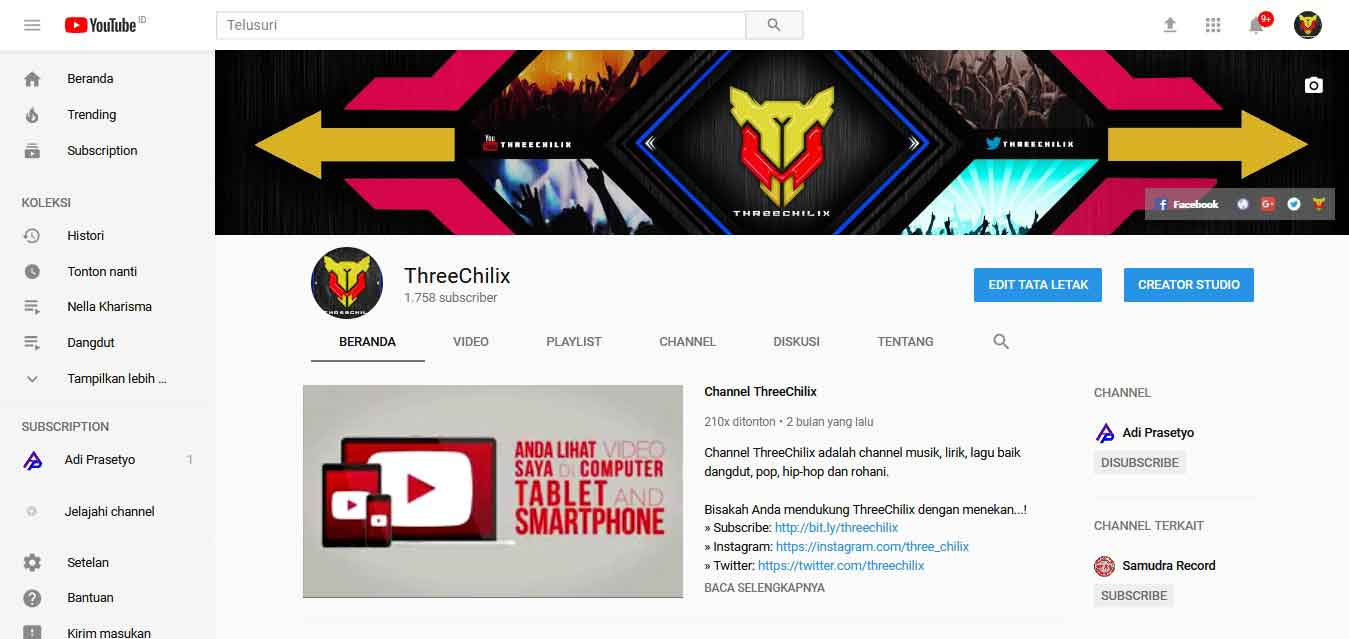 YouTube ID
Telusuri
9+
Beranda
Trending
Subscription
KOLEKSI
Histori
Tonton nanti
Nella Kharisma
Dangdut
Tampilkan lebih ...
SUBSCRIPTION
Adi Prasetyo 1
Jelajahi channel
Setelan
Bantuan
Kirim masukan
You THREECHILIX
THREECHILIX
THREECHILIX
Facebook G+
THREECHILIX
ThreeChilix
1.758 subscriber
EDIT TATA LETAK
CREATOR STUDIO
BERANDA VIDEO PLAYLIST CHANNEL DISKUSI TENTANG
ANDA LIHAT VIDEO
SAYA DI COMPUTER
TABLET AND
SMARTPHONE
Channel ThreeChilix
210x ditonton • 2 bulan yang lalu
Channel ThreeChilix adalah channel musik, lirik, lagu baik
dangdut, pop, hip-hop dan rohani.
Bisakah Anda mendukung ThreeChilix dengan menekan...!
» Subscribe: http://bit.ly/threechilix
» Instagram: https://instagram.com/three_chilix
» Twitter: https://twitter.com/threechilix
BACA SELENGKAPNYA
CHANNEL
Adi Prasetyo
DISUBSCRIBE
CHANNEL TERKAIT
Samudra Record
SUBSCRIBE